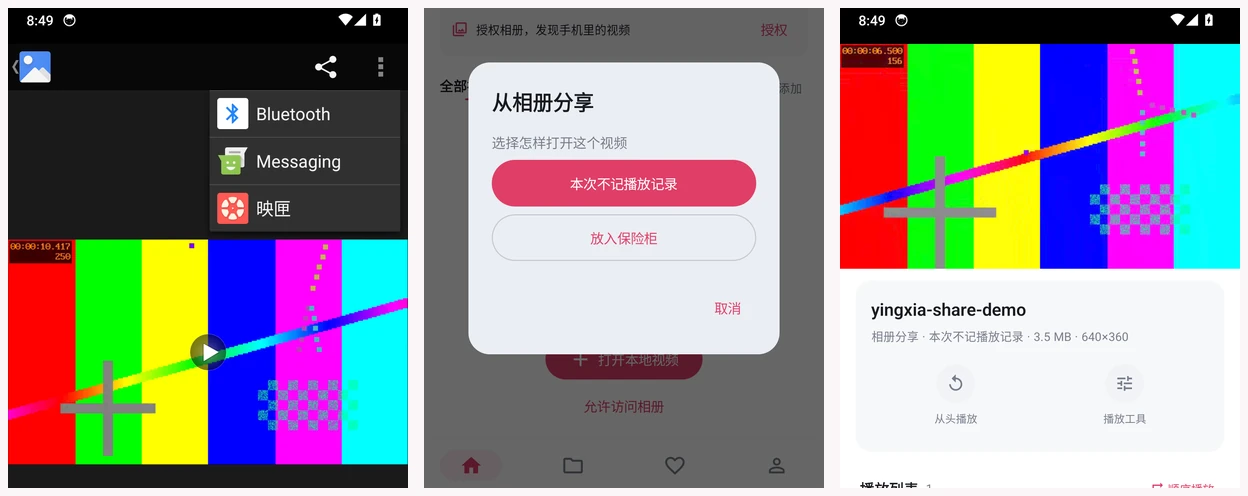 8:49
Bluetooth
Messaging
映匣
00:00:10.417
250
授权相册，发现手机里的视频
授权
全部
添加
从相册分享
选择怎样打开这个视频
本次不记播放记录
放入保险柜
取消
打开本地视频
允许访问相册
8:49
00:00:06.500
156
yingxia-share-demo
相册分享 · 本次不记播放记录 · 3.5 MB · 640×360
从头播放
播放工具
播放列表 1
顺序播放